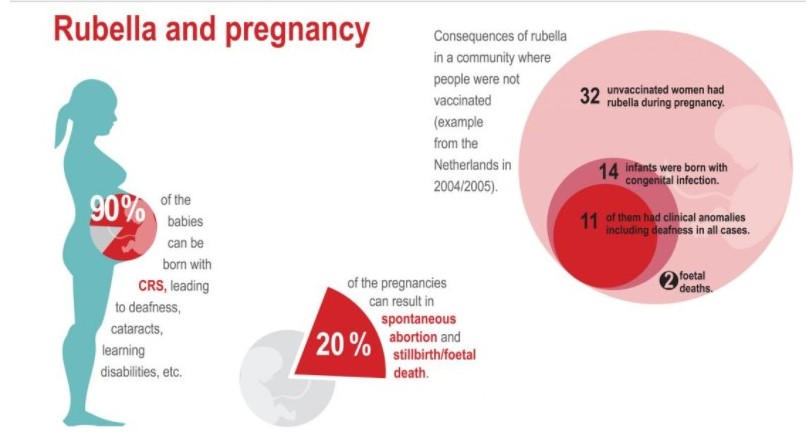 Rubella and pregnancy
90%
of the
babies
can be
born with
CRS, leading
to deafness,
cataracts,
learning
disabilities, etc.
of the pregnancies
can result in
spontaneous
abortion and
stillbirth/foetal
death.
20 %
Consequences of rubella
in a community where
people were not
vaccinated
(example
from the
Netherlands in
2004/2005).
32 unvaccinated women had
rubella during pregnancy.
14 infants were born with
congenital infection.
11 of them had clinical anomalies
including deafness in all cases.
2 foetal
deaths.